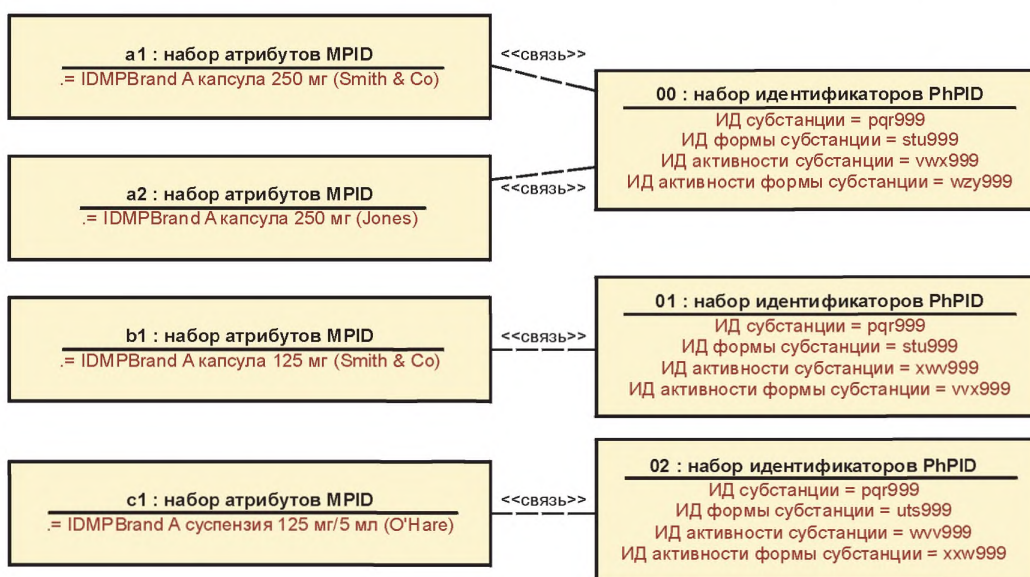 a1 : набор атрибутов MPID
.= IDMPBrand A капсула 250 мг (Smith & Co)
<<связь>>
00 : набор идентификаторов PhPID
ИД субстанции = pqr999
ИД формы субстанции = stu999
ИД активности субстанции = vwx999
ИД активности формы субстанции = wzy999
a2 : набор атрибутов MPID
.= IDMPBrand A капсула 250 мг (Jones)
<<связь>>
b1 : набор атрибутов MPID
.= IDMPBrand A капсула 125 мг (Smith & Co)
<<связь>>
01 : набор идентификаторов PhPID
ИД субстанции = pqr999
ИД формы субстанции = stu999
ИД активности субстанции = xwv999
ИД активности формы субстанции = vvx999
c1 : набор атрибутов MPID
.= IDMPBrand A суспензия 125 мг/5 мл (O'Hare)
<<связь>>
02 : набор идентификаторов PhPID
ИД субстанции = pqr999
ИД формы субстанции = uts999
ИД активности субстанции = wvv999
ИД активности формы субстанции = xxw999